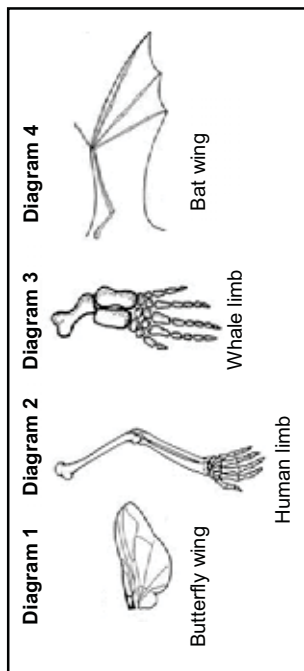 Diagram 1
Butterfly wing
Diagram 2
Human limb
Diagram 3
Whale limb
Diagram 4
Bat wing